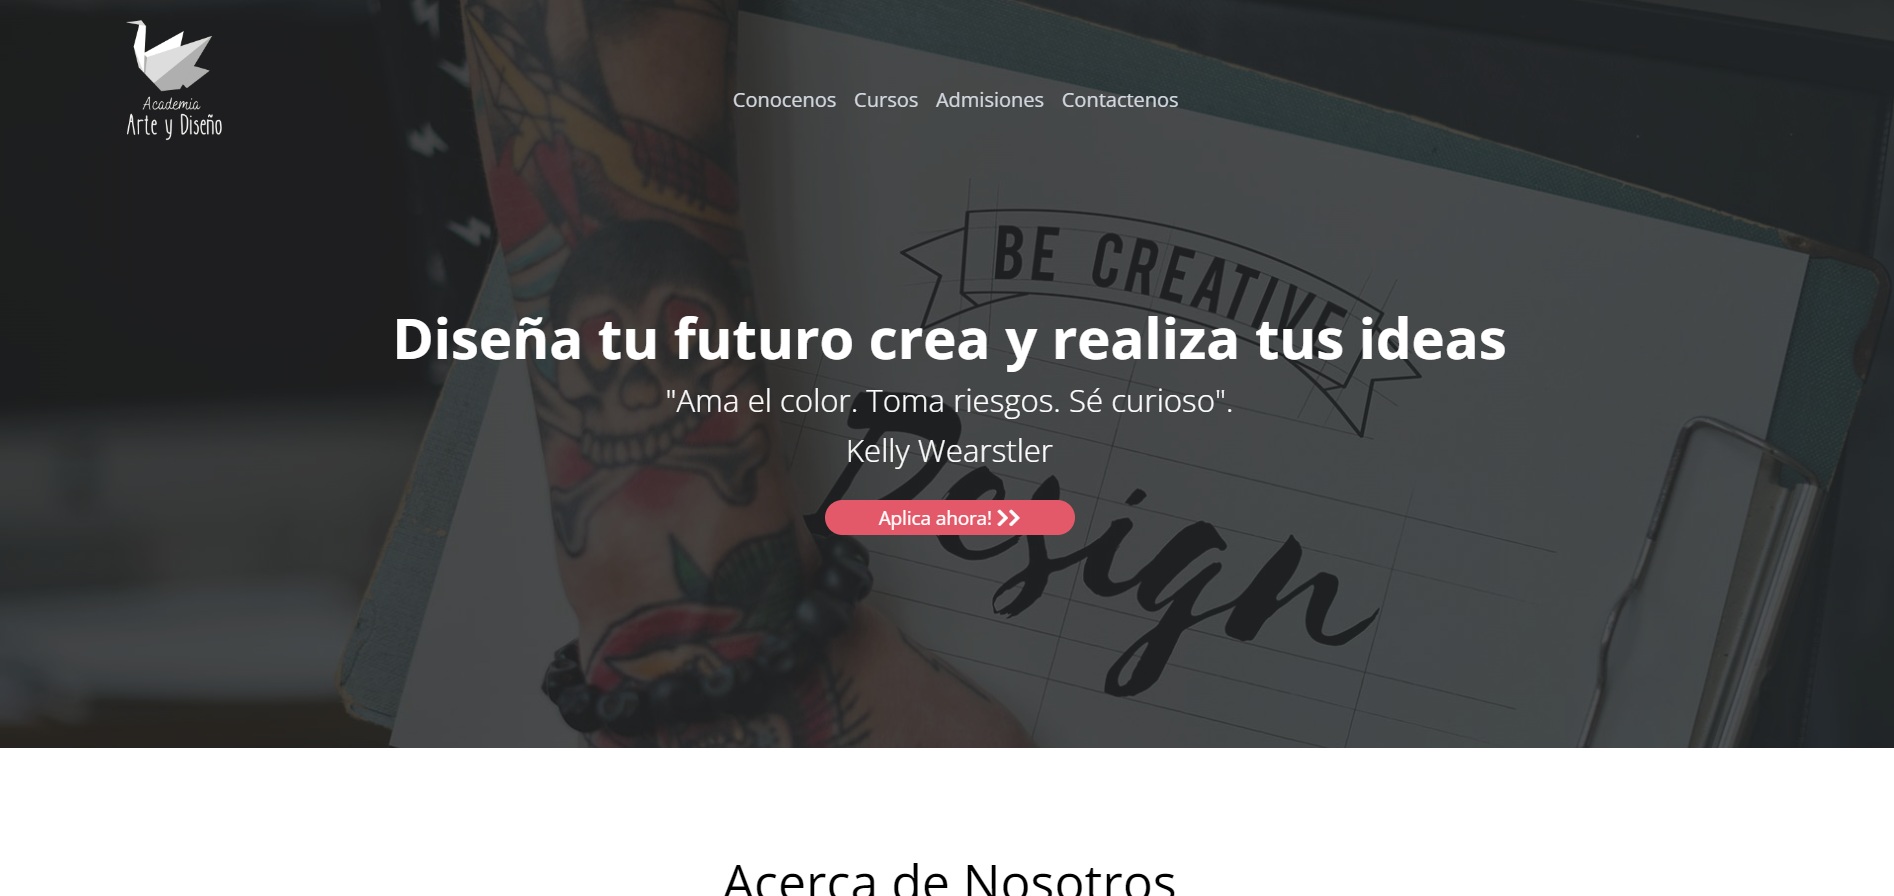 Academia
Arte y Diseño
Conocenos Cursos Admisiones Contactenos
BE CREATIVE
Diseña tu futuro crea y realiza tus ideas
"Ama el color. Toma riesgos. Sé curioso".
Kelly Wearstler
Design
Aplica ahora!
Acerca de Nosotros